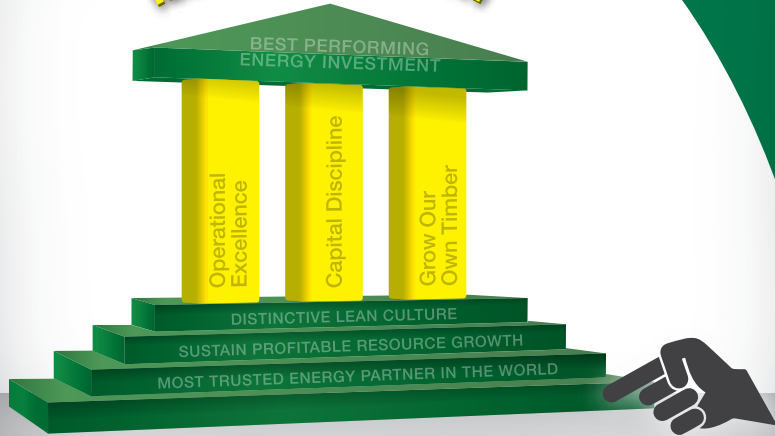 BEST PERFORMING
ENERGY INVESTMENT
Operational
Excellence
Capital Discipline
Grow Our
Own Timber
DISTINCTIVE LEAN CULTURE
SUSTAIN PROFITABLE RESOURCE GROWTH
MOST TRUSTED ENERGY PARTNER IN THE WORLD